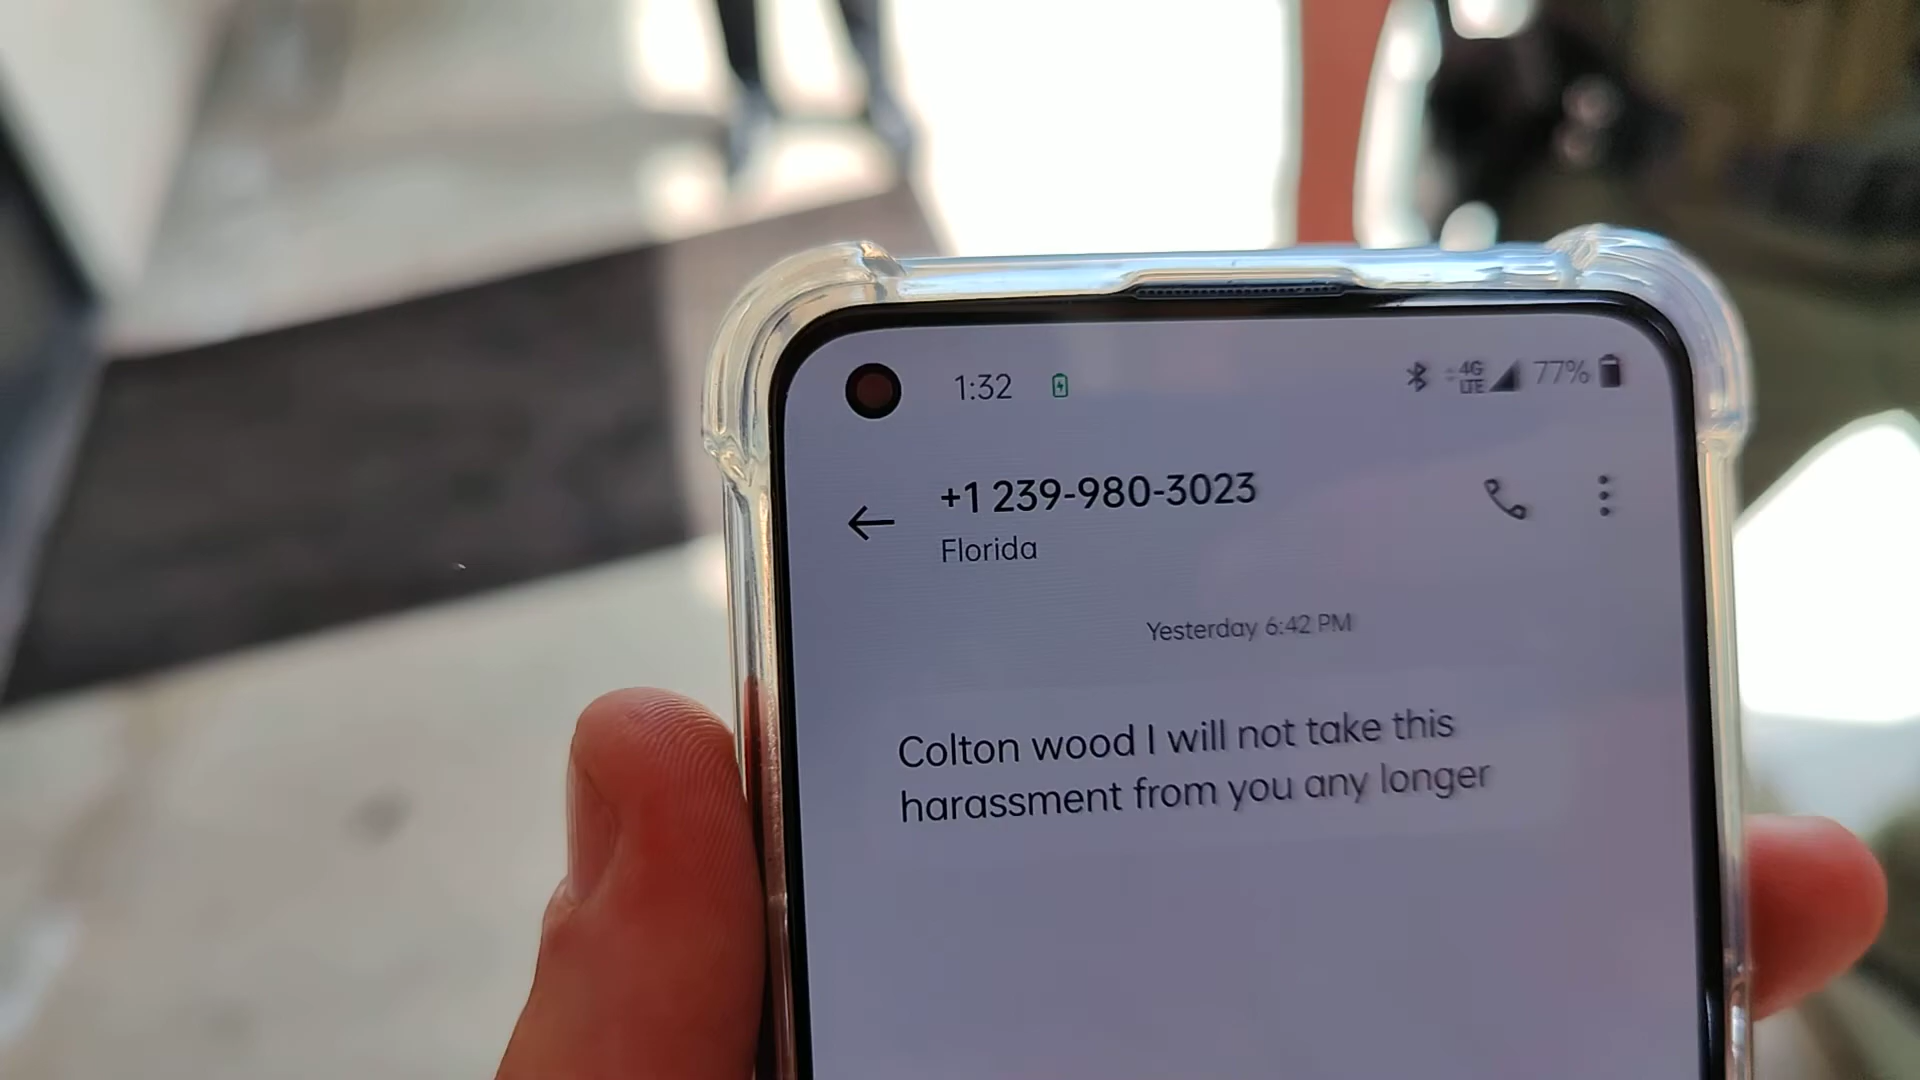 1:32 4G LTE 77%
+1 239-980-3023
Florida
Yesterday 6:42 PM
Colton wood I will not take this
harassment from you any longer